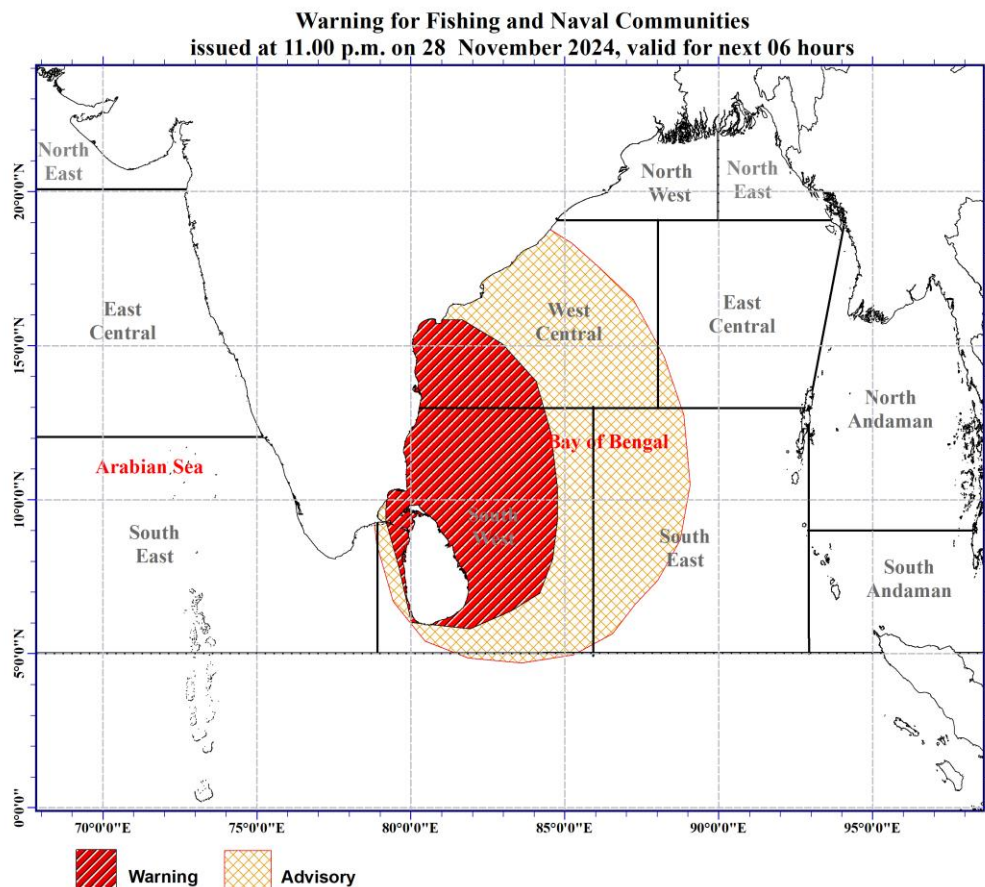 Warning for Fishing and Naval Communities
issued at 11.00 p.m. on 28 November 2024, valid for next 06 hours
North
East
North
West
North
East
20°0'0"N
East
Central
West
Central
East
Central
15°0'0"N
North
Andaman
Bay of Bengal
Arabian Sea
10°0'0"N
South
East
South
West
South
East
South
Andaman
5°0'0"N
0°0'0"
70°0'0"E
75°0'0"E
80°0'0"E
85°0'0"E
90°0'0"E
95°0'0"E
Warning
Advisory